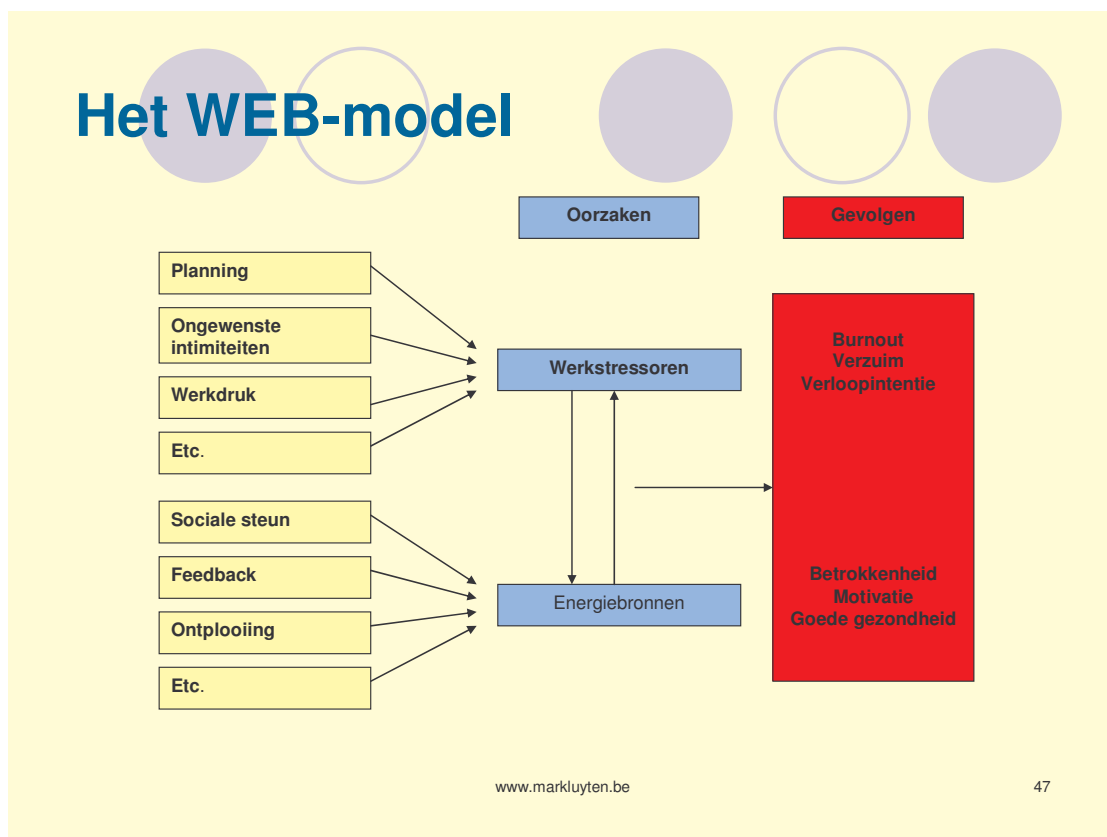 Het WEB-model
Oorzaken
Gevolgen
Planning
Ongewenste
intimiteiten
Werkdruk
Etc.
Sociale steun
Feedback
Ontplooiing
Etc.
Werkstressoren
Energiebronnen
Burnout
Verzuim
Verloopintentie
Betrokkenheid
Motivatie
Goede gezondheid
www.markluyten.be
47